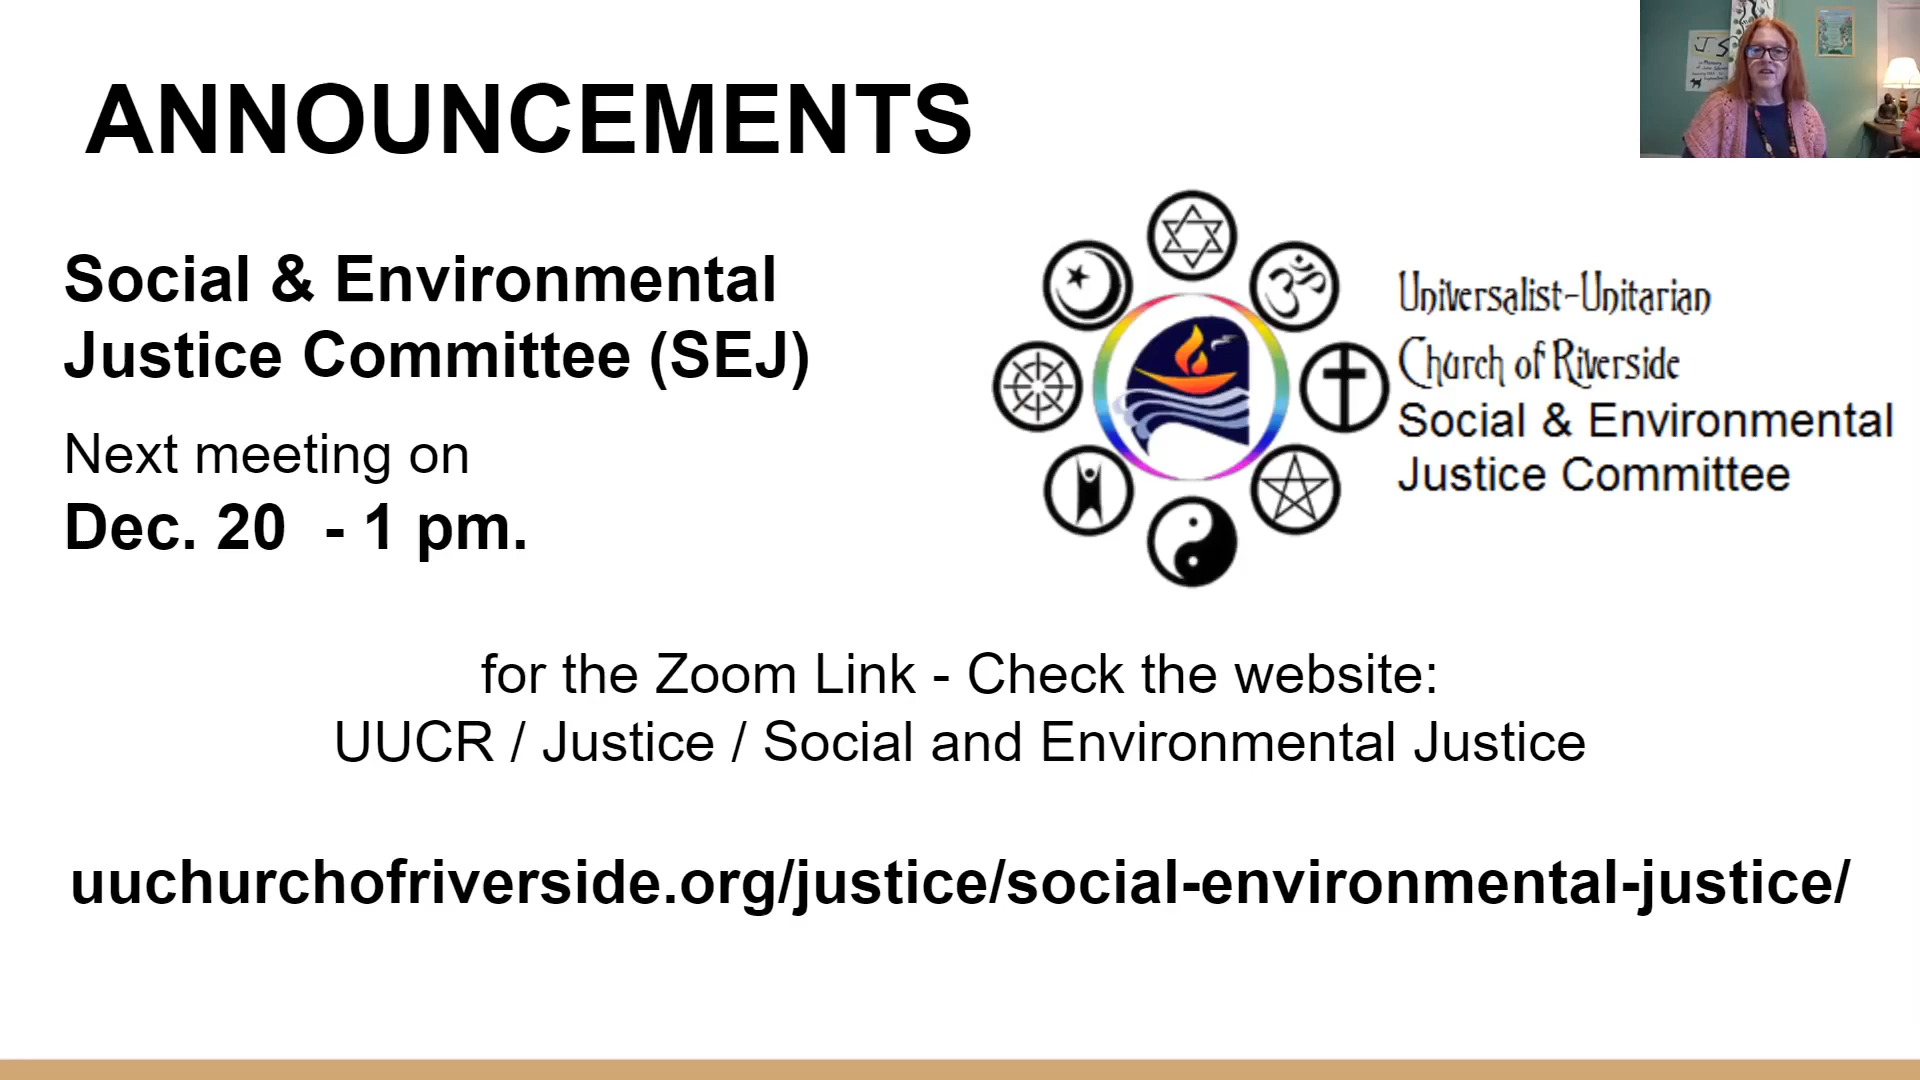 ANNOUNCEMENTS
Social & Environmental
Justice Committee (SEJ)
Next meeting on
Dec. 20 - 1 pm.
Universalist-Unitarian
Church of Riverside
Social & Environmental
Justice Committee
for the Zoom Link - Check the website:
UUCR / Justice / Social and Environmental Justice
uuchurchofriverside.org/justice/social-environmental-justice/